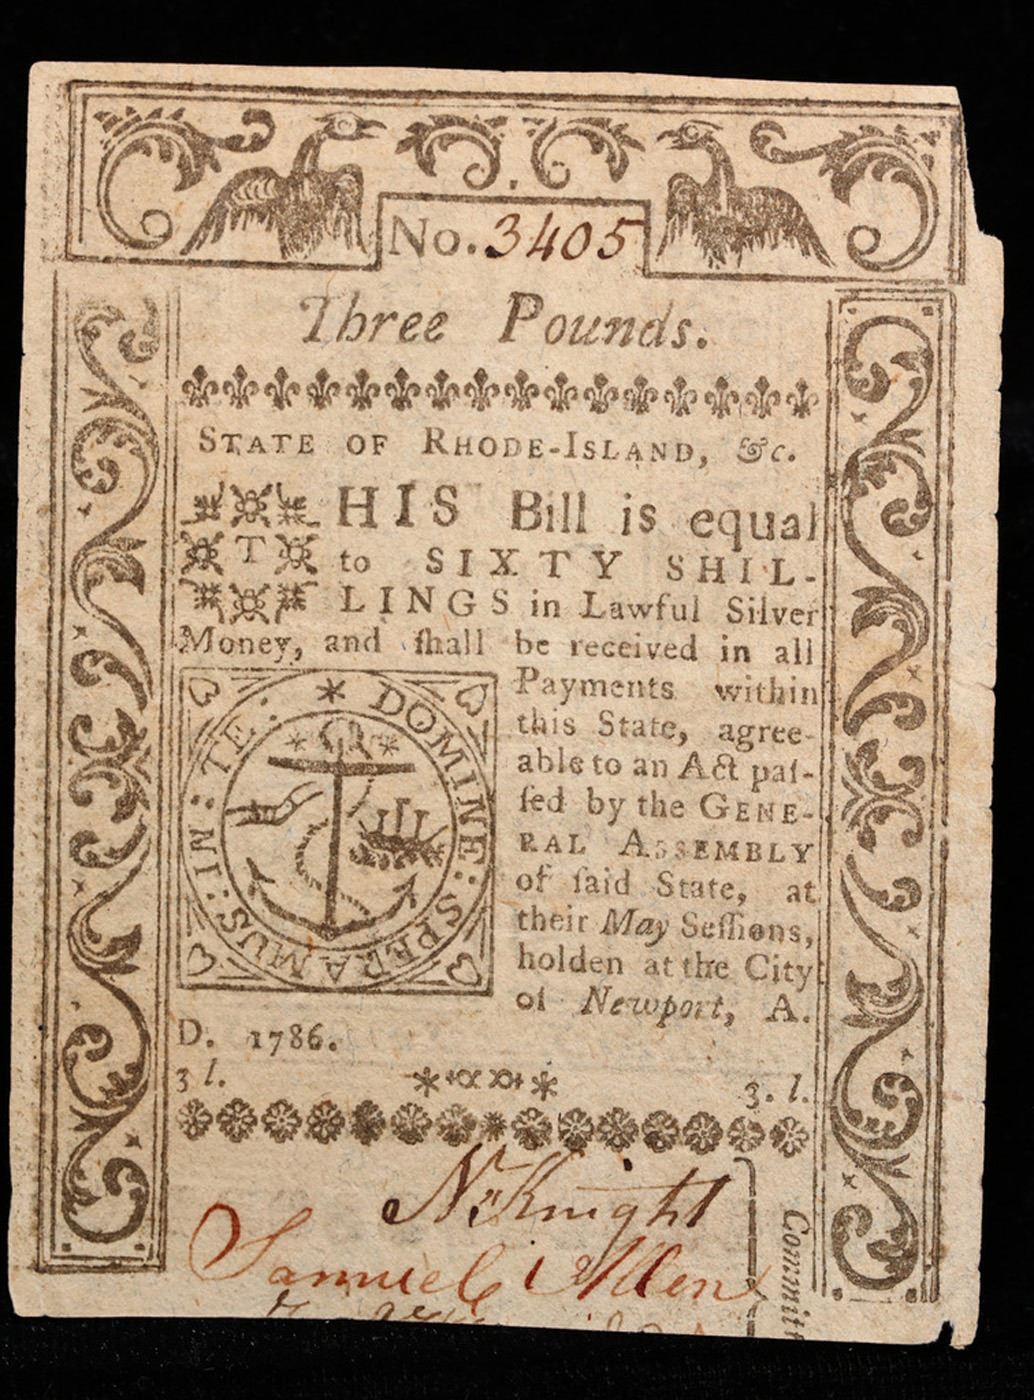 No. 3405
Three Pounds.
STATE OF RHODE-ISLAND, &c.
THIS Bill is equal
to SIXTY SHIL-
LINGS in Lawful Silver
Money, and ſhall be received in all
Payments within
this State, agree-
able to an Act paſ-
ſed by the GENE-
RAL ASSEMBLY
of ſaid State, at
their May Seſſions,
holden at the City
of Newport, A.
D. 1786.
IN: TE: DOMINE: SPERAMUS:
3 l. 3. l.
N. Knight
Samuel Allen
Committ